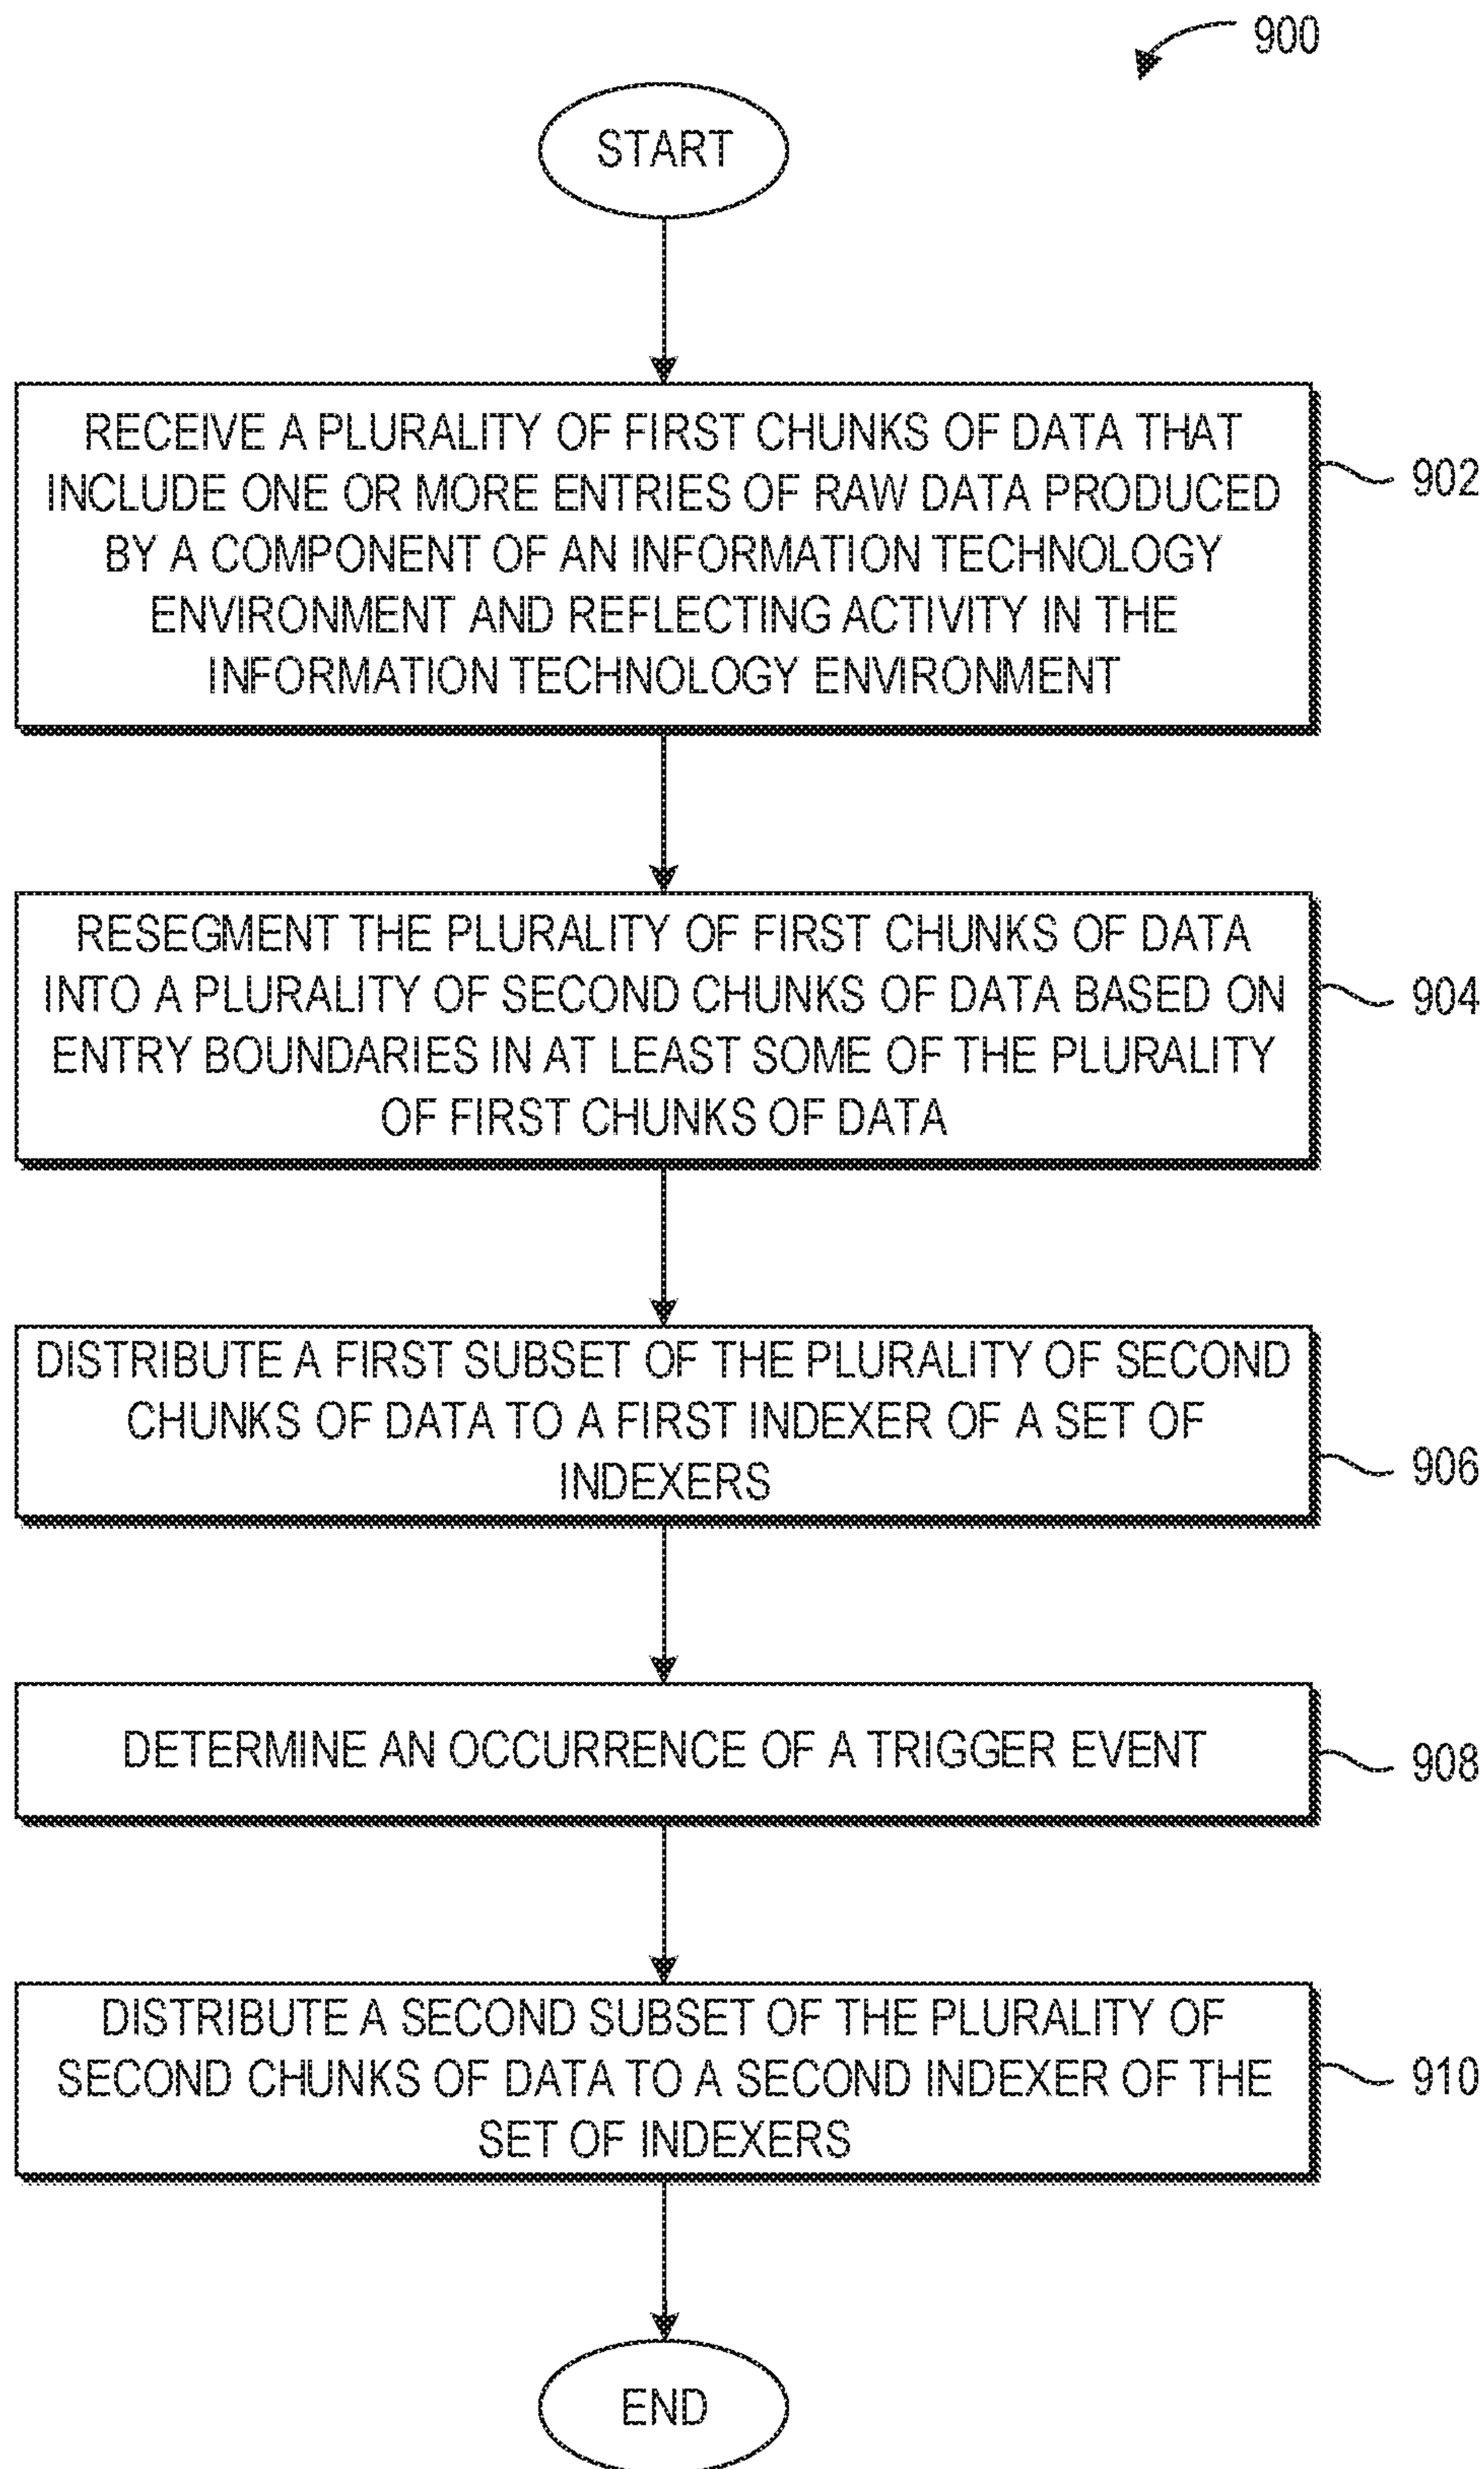 900
START
RECEIVE A PLURALITY OF FIRST CHUNKS OF DATA THAT
INCLUDE ONE OR MORE ENTRIES OF RAW DATA PRODUCED
BY A COMPONENT OF AN INFORMATION TECHNOLOGY
ENVIRONMENT AND REFLECTING ACTIVITY IN THE
INFORMATION TECHNOLOGY ENVIRONMENT
902
RESEGMENT THE PLURALITY OF FIRST CHUNKS OF DATA
INTO A PLURALITY OF SECOND CHUNKS OF DATA BASED ON
ENTRY BOUNDARIES IN AT LEAST SOME OF THE PLURALITY
OF FIRST CHUNKS OF DATA
904
DISTRIBUTE A FIRST SUBSET OF THE PLURALITY OF SECOND
CHUNKS OF DATA TO A FIRST INDEXER OF A SET OF
INDEXERS
906
DETERMINE AN OCCURRENCE OF A TRIGGER EVENT
908
DISTRIBUTE A SECOND SUBSET OF THE PLURALITY OF
SECOND CHUNKS OF DATA TO A SECOND INDEXER OF THE
SET OF INDEXERS
910
END